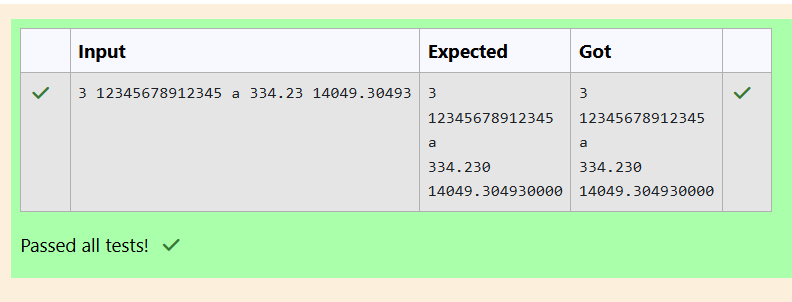 Input Expected Got
3 12345678912345 a 334.23 14049.30493 3 3
12345678912345 12345678912345
a a
334.230 334.230
14049.304930000 14049.304930000
Passed all tests!